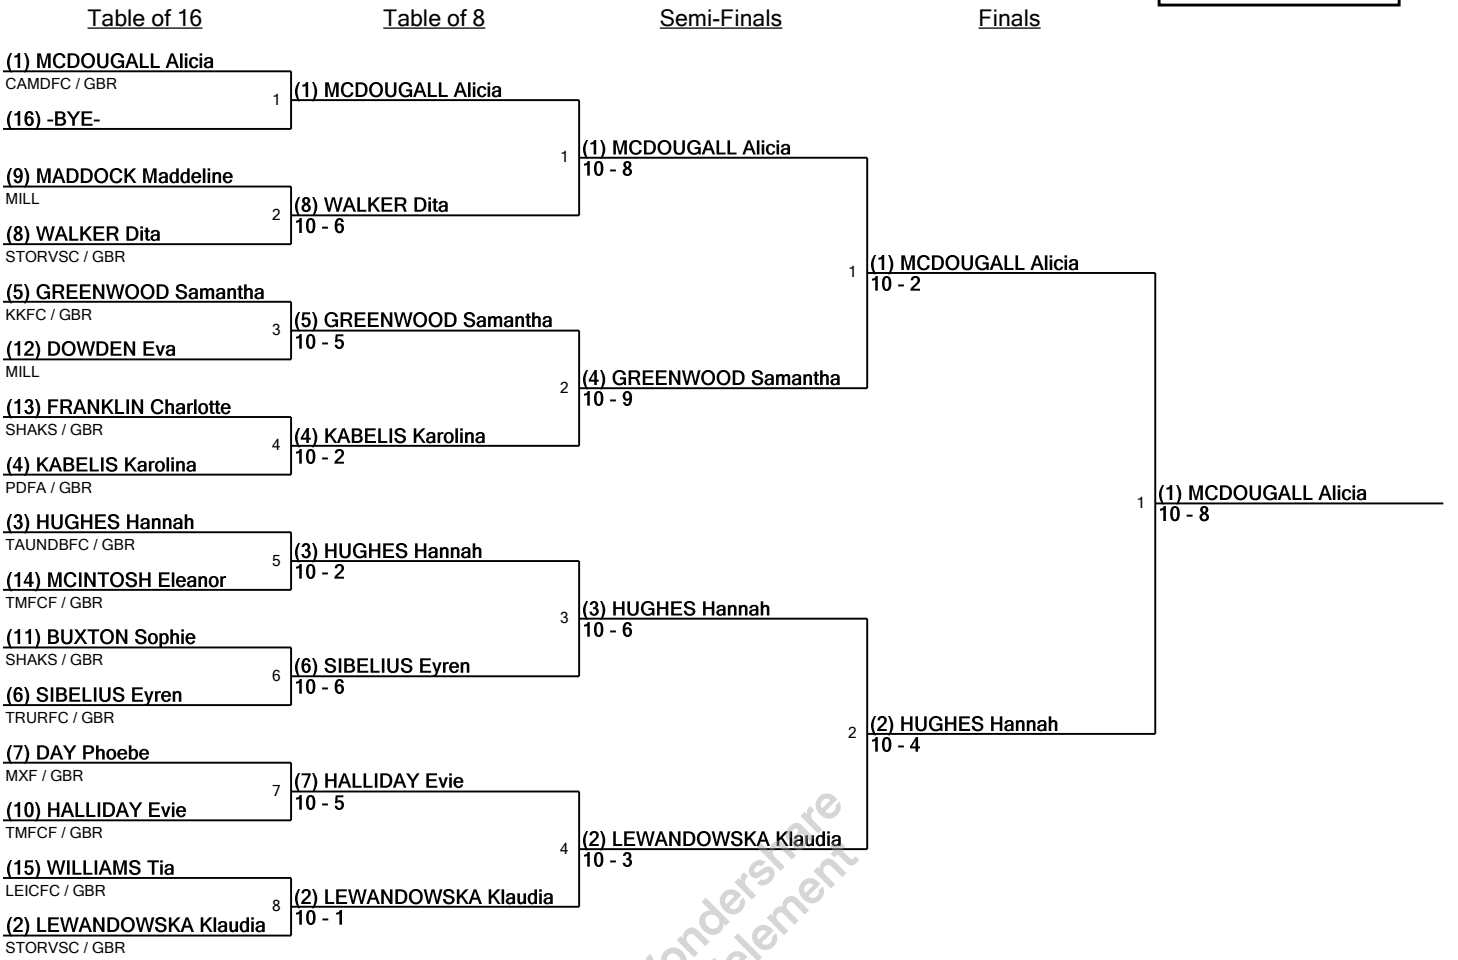 Table of 16
Table of 8
Semi-Finals
Finals
(1) MCDOUGALL Alicia
CAMDFC / GBR
1
(16) -BYE-
(9) MADDOCK Maddeline
MILL
2
(8) WALKER Dita
STORVSC / GBR
(5) GREENWOOD Samantha
KKFC / GBR
3
(12) DOWDEN Eva
MILL
(13) FRANKLIN Charlotte
SHAKS / GBR
4
(4) KABELIS Karolina
PDFA / GBR
(3) HUGHES Hannah
TAUNDBFC / GBR
5
(14) MCINTOSH Eleanor
TMFCF / GBR
(11) BUXTON Sophie
SHAKS / GBR
6
(6) SIBELIUS Eyren
TRURFC / GBR
(7) DAY Phoebe
MXF / GBR
7
(10) HALLIDAY Evie
TMFCF / GBR
(15) WILLIAMS Tia
LEICFC / GBR
8
(2) LEWANDOWSKA Klaudia
STORVSC / GBR
(1) MCDOUGALL Alicia
1
(8) WALKER Dita
10 - 6
(5) GREENWOOD Samantha
10 - 5
2
(4) KABELIS Karolina
10 - 2
(3) HUGHES Hannah
10 - 2
3
(6) SIBELIUS Eyren
10 - 6
(7) HALLIDAY Evie
10 - 5
4
(2) LEWANDOWSKA Klaudia
10 - 1
(1) MCDOUGALL Alicia
10 - 8
1
(4) GREENWOOD Samantha
10 - 9
(3) HUGHES Hannah
10 - 6
2
(2) LEWANDOWSKA Klaudia
10 - 3
(1) MCDOUGALL Alicia
10 - 2
1
(2) HUGHES Hannah
10 - 4
(1) MCDOUGALL Alicia
10 - 8